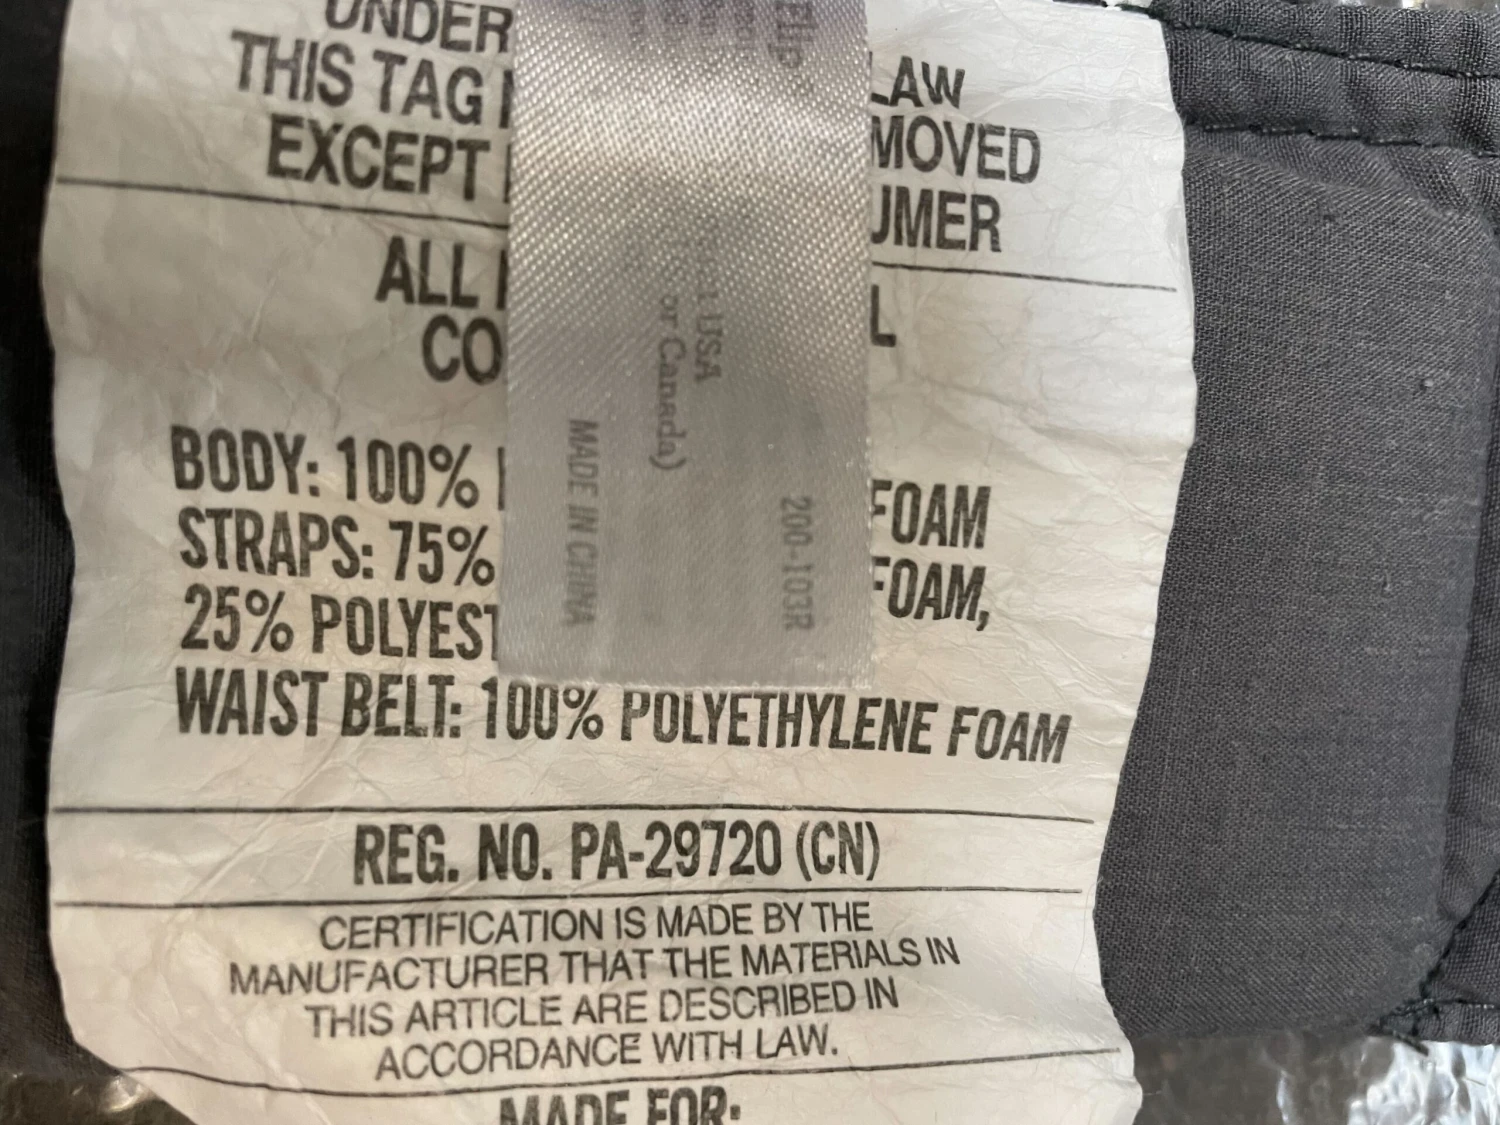 UNDER
THIS TAG
LAW
MOVED
EXCEPT
UMER
ALL
CO
L
BODY: 100%
FOAM
STRAPS: 75%
FOAM,
25% POLYEST
WAIST BELT: 100% POLYETHYLENE FOAM
REG. NO. PA-29720 (CN)
CERTIFICATION IS MADE BY THE
MANUFACTURER THAT THE MATERIALS IN
THIS ARTICLE ARE DESCRIBED IN
ACCORDANCE WITH LAW.
MADE FOR:
200-103R
USA
or Canada)
MADE IN CHINA